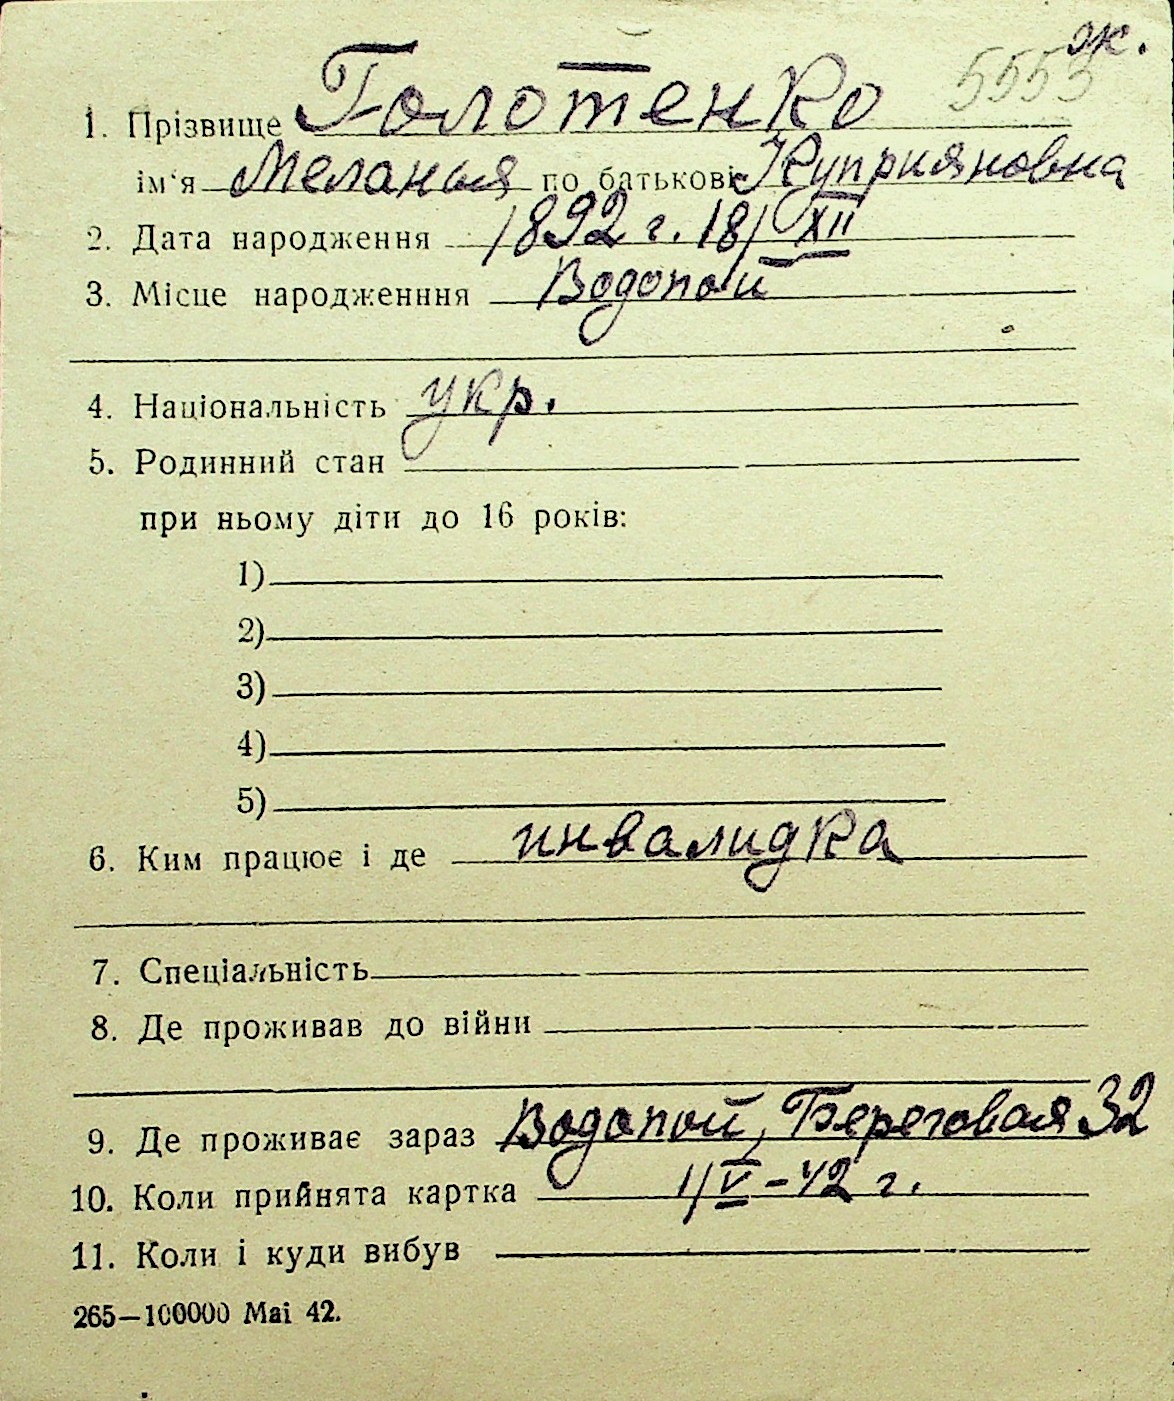 ж.
5553
1. Прізвище Голотенко
ім'я Меланья по батькові Куприяновна
2. Дата народження 1892 г. 18/XII
3. Місце народженння Водопой
4. Національність укр.
5. Родинний стан
при ньому діти до 16 років:
1)
2)
3)
4)
5)
6. Ким працює і де инвалидка
7. Спеціальність
8. Де проживав до війни
9. Де проживає зараз Водопой, Береговая 32
10. Коли прийнята картка 1/V-42 г.
11. Коли і куди вибув
265—100000 Mai 42.